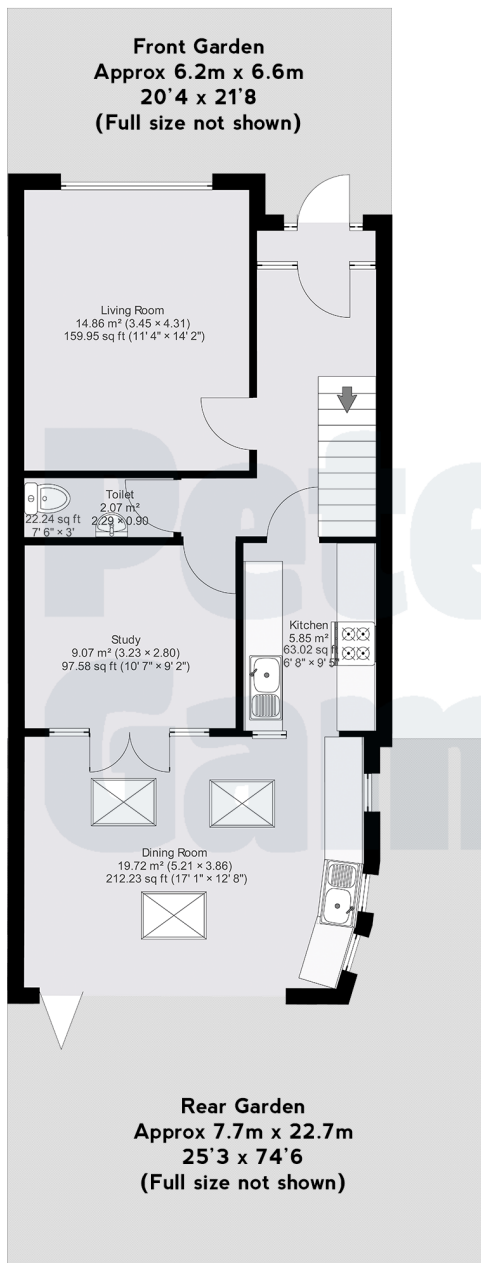 Front Garden
Approx 6.2m x 6.6m
20'4 x 21'8
(Full size not shown)
Living Room
14.86 m² (3.45 × 4.31)
159.95 sq ft (11' 4" × 14' 2")
Toilet
2.07 m²
2.29 × 0.90
22.24 sq ft
7' 6" × 3'
Study
9.07 m² (3.23 × 2.80)
97.58 sq ft (10' 7" × 9' 2")
Kitchen
5.85 m²
63.02 sq ft
6' 8" × 9' 5"
Dining Room
19.72 m² (5.21 × 3.86)
212.23 sq ft (17' 1" × 12' 8")
Rear Garden
Approx 7.7m x 22.7m
25'3 x 74'6
(Full size not shown)
Pete
Gam